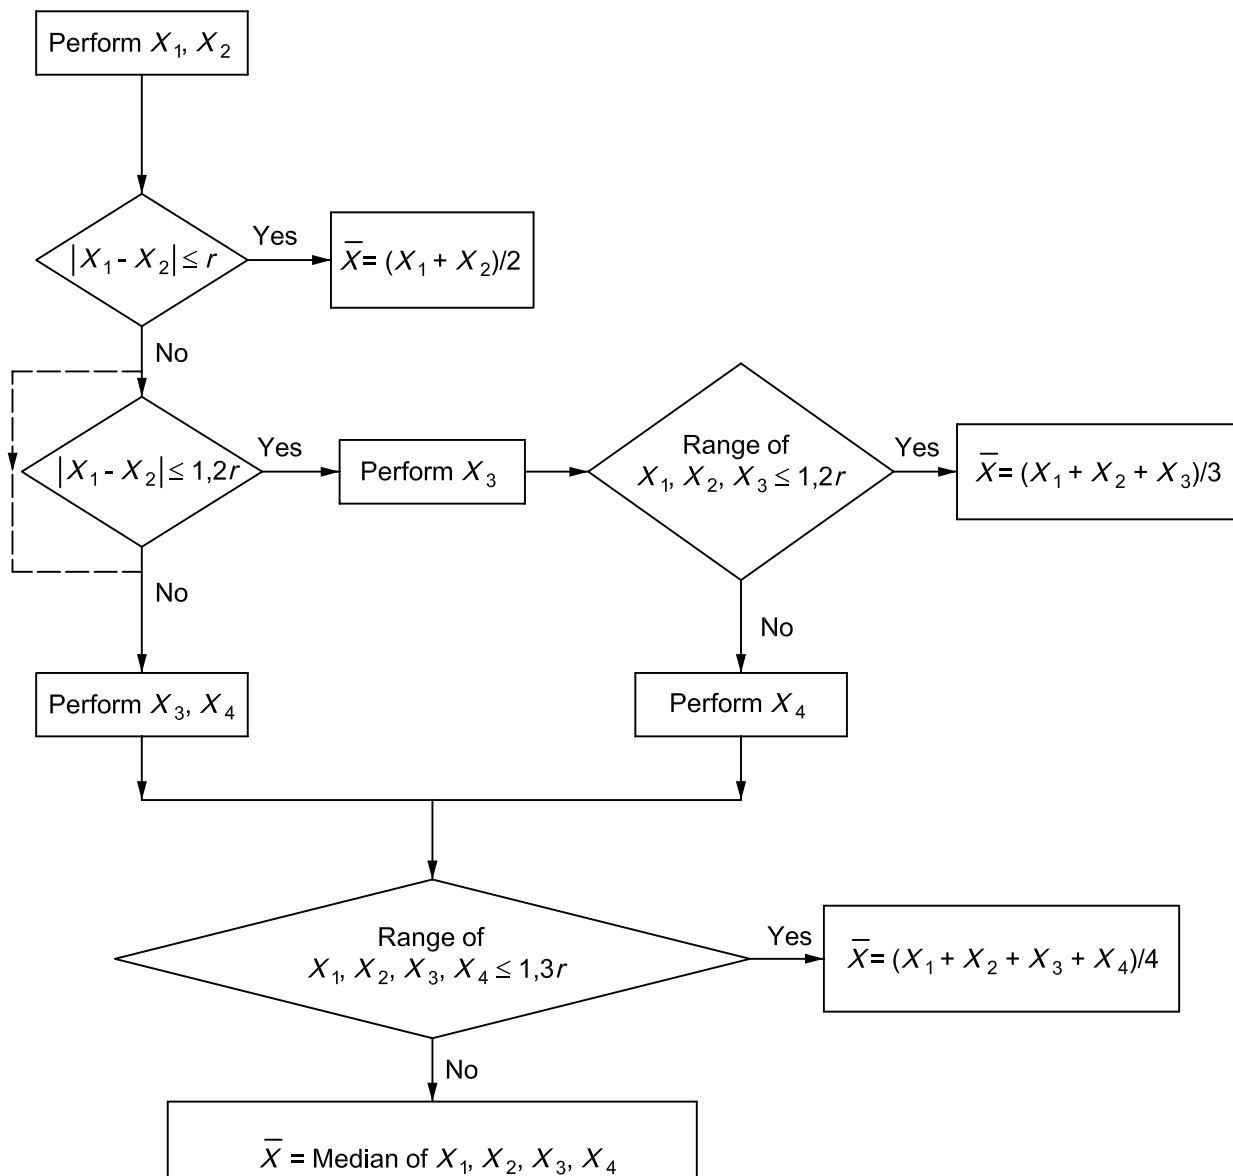 Perform X₁, X₂
|X₁ - X₂| ≤ r
Yes
X̅ = (X₁ + X₂)/2
No
|X₁ - X₂| ≤ 1,2r
Yes
Perform X₃
Range of
X₁, X₂, X₃ ≤ 1,2r
Yes
X̅ = (X₁ + X₂ + X₃)/3
No
No
Perform X₃, X₄
Perform X₄
Range of
X₁, X₂, X₃, X₄ ≤ 1,3r
Yes
X̅ = (X₁ + X₂ + X₃ + X₄)/4
No
X̅ = Median of X₁, X₂, X₃, X₄